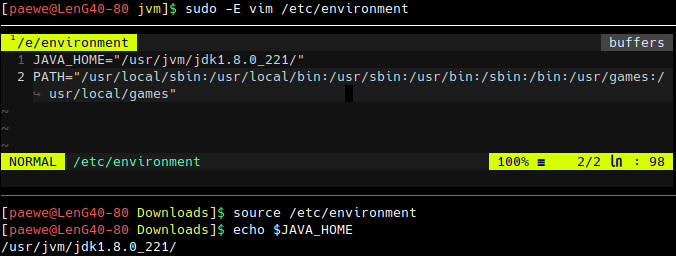 [paewe@LenG40-80 jvm]$ sudo -E vim /etc/environment
1 /e/environment buffers
1 JAVA_HOME="/usr/jvm/jdk1.8.0_221/"
2 PATH="/usr/local/sbin:/usr/local/bin:/usr/sbin:/usr/bin:/sbin:/bin:/usr/games:/
↪ usr/local/games"
~
~
~
NORMAL /etc/environment 100% ≡ 2/2 ln : 98
[paewe@LenG40-80 Downloads]$ source /etc/environment
[paewe@LenG40-80 Downloads]$ echo $JAVA_HOME
/usr/jvm/jdk1.8.0_221/